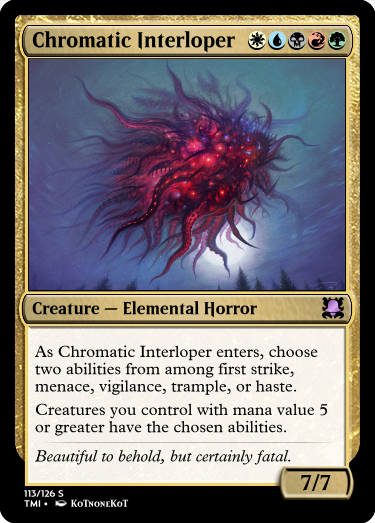 Chromatic Interloper
Creature — Elemental Horror
As Chromatic Interloper enters, choose
two abilities from among first strike,
menace, vigilance, trample, or haste.
Creatures you control with mana value 5
or greater have the chosen abilities.
Beautiful to behold, but certainly fatal.
7/7
113/126 S
TMI • KoTnoneKoT